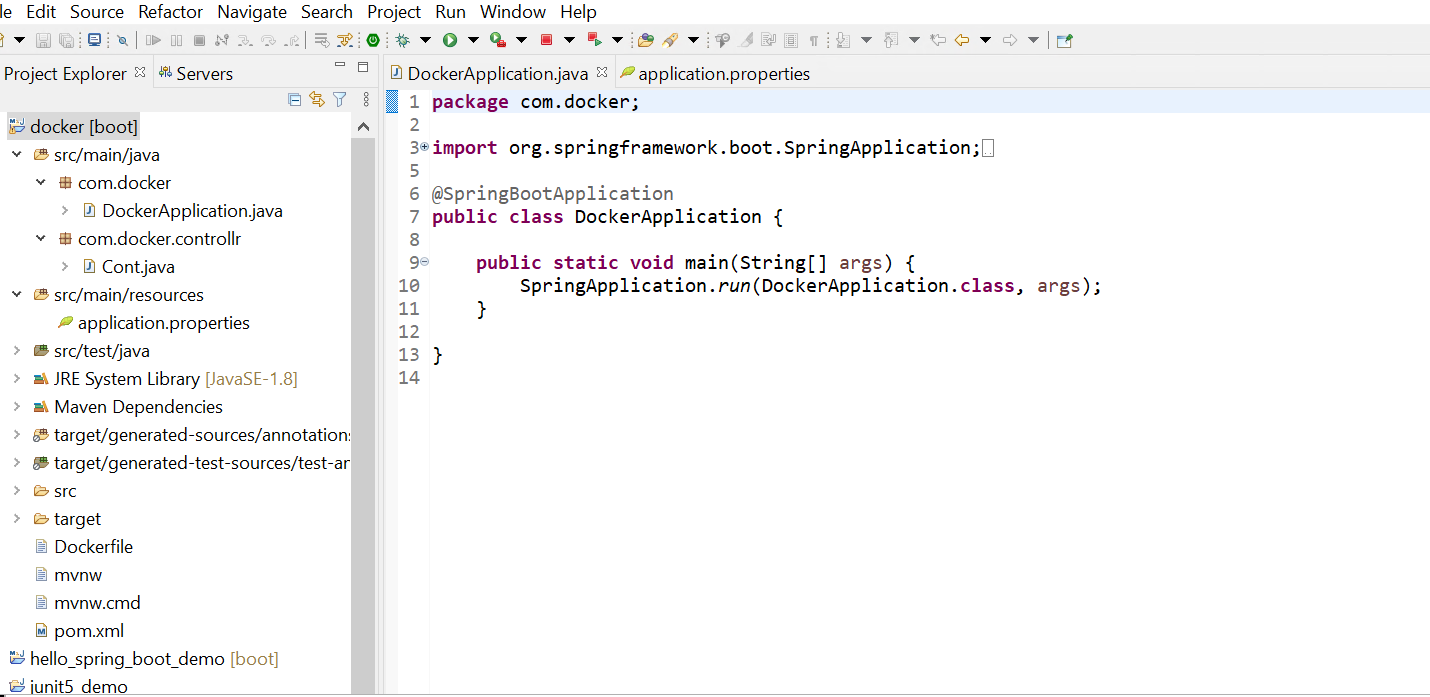 le Edit Source Refactor Navigate Search Project Run Window Help
Project Explorer Servers
DockerApplication.java application.properties
docker [boot]
src/main/java
com.docker
DockerApplication.java
com.docker.controllr
Cont.java
src/main/resources
application.properties
src/test/java
JRE System Library [JavaSE-1.8]
Maven Dependencies
target/generated-sources/annotations
target/generated-test-sources/test-an
src
target
Dockerfile
mvnw
mvnw.cmd
pom.xml
hello_spring_boot_demo [boot]
junit5_demo
1 package com.docker;
2
3 import org.springframework.boot.SpringApplication;
5
6 @SpringBootApplication
7 public class DockerApplication {
8
9 public static void main(String[] args) {
10 SpringApplication.run(DockerApplication.class, args);
11 }
12
13 }
14